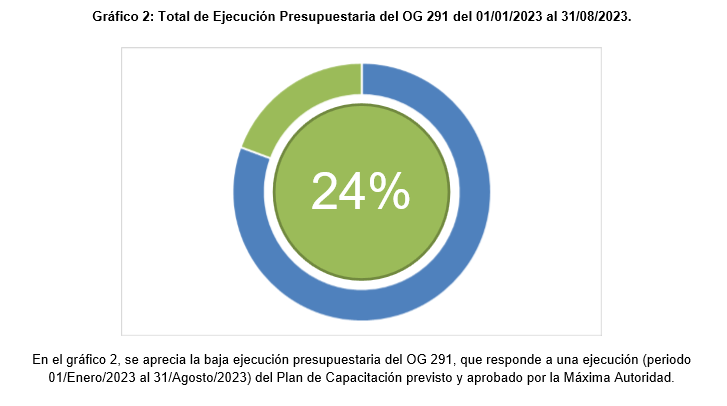 Gráfico 2: Total de Ejecución Presupuestaria del OG 291 del 01/01/2023 al 31/08/2023.
24%
En el gráfico 2, se aprecia la baja ejecución presupuestaria del OG 291, que responde a una ejecución (periodo
01/Enero/2023 al 31/Agosto/2023) del Plan de Capacitación previsto y aprobado por la Máxima Autoridad.